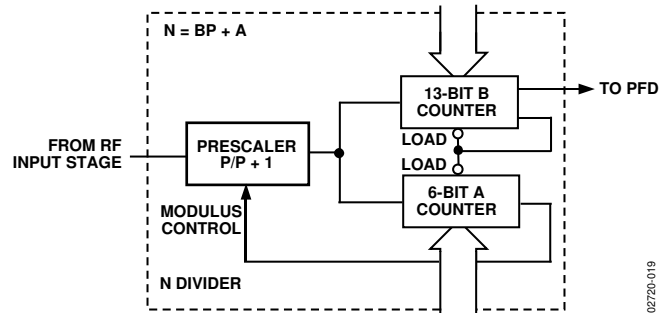 N = BP + A
13-BIT B
COUNTER
TO PFD
FROM RF
INPUT STAGE
PRESCALER
P/P + 1
LOAD
LOAD
6-BIT A
COUNTER
MODULUS
CONTROL
N DIVIDER
02720-019